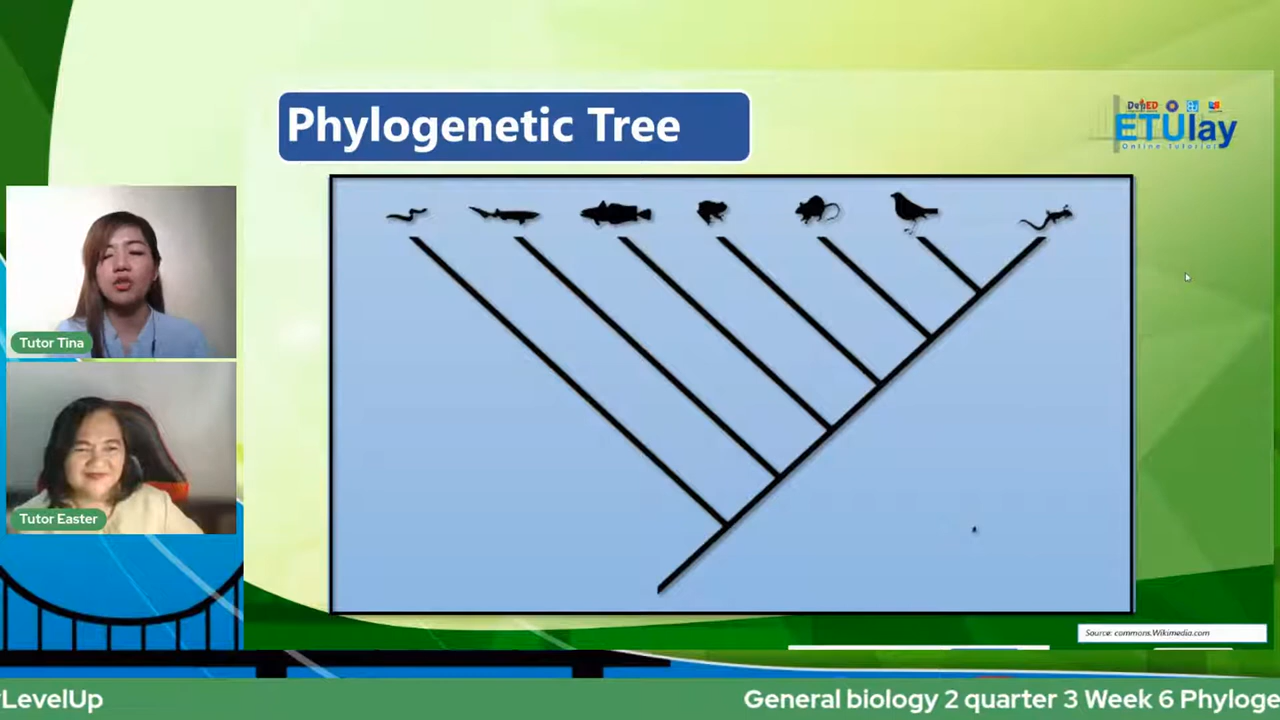 Phylogenetic Tree
DepED
ETUlay
Online Tutorial
Tutor Tina
Tutor Easter
Source: commons.Wikimedia.com
LevelUp
General biology 2 quarter 3 Week 6 Phyloge